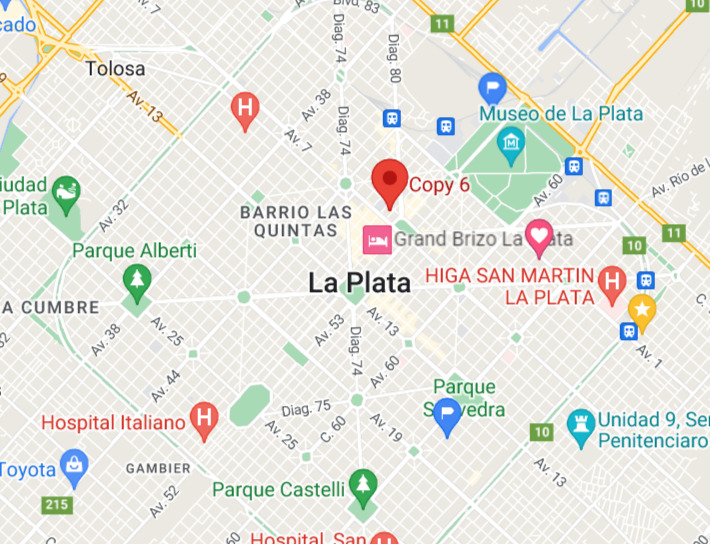 Blvd. 83
11
10
cado
Diag. 74
Diag. 80
Tolosa
Av. 13
Av. 38
H
Av. 7
Museo de La Plata
Diag. 74
Copy 6
Av. 60
Av. Río de l
iudad
Plata
Av. 32
BARRIO LAS
QUINTAS
Grand Brizo La Plata
11
10
Parque Alberti
La Plata
HIGA SAN MARTIN
LA PLATA
H
A CUMBRE
Av. 38
Av. 25
Av. 53
Av. 13
Diag. 74
Av. 60
Av. 1
C.
Av. 44
Parque
Saavedra
Diag. 75
Hospital Italiano
H
C. 60
Av. 19
Av. 25
10
Unidad 9, Ser
Penitenciaro
Toyota
GAMBIER
Av. 13
215
Av. 52
Parque Castelli
60
Hospital San
H